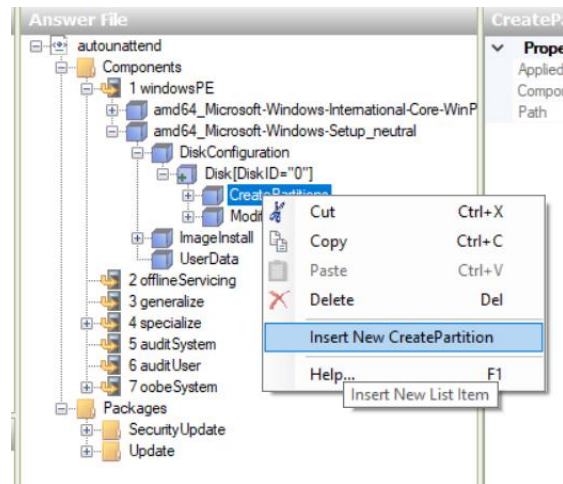 Answer File
CreatePa
autounattend
Prope
Components
Applied
1 windowsPE
Compon
amd64_Microsoft-Windows-International-Core-WinP
Path
amd64_Microsoft-Windows-Setup_neutral
DiskConfiguration
Disk[DiskID="0"]
CreatePartitions
Modif
ImageInstall
UserData
2 offlineServicing
3 generalize
4 specialize
5 auditSystem
6 auditUser
7 oobeSystem
Packages
SecurityUpdate
Update
Cut Ctrl+X
Copy Ctrl+C
Paste Ctrl+V
Delete Del
Insert New CreatePartition
Help... F1
Insert New List Item